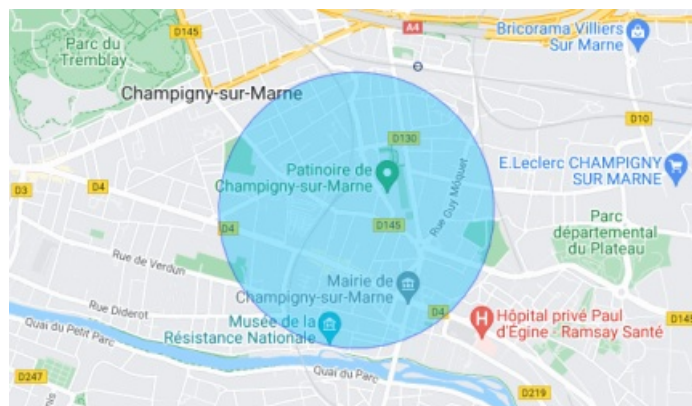 D145
A4
Bricorama Villiers
Sur Marne
Parc du
Tremblay
Champigny-sur-Marne
D10
D130
Patinoire de
Champigny-sur-Marne
E.Leclerc CHAMPIGNY
SUR MARNE
Rue Guy Môquet
D3
D4
D4
D145
Parc
départemental
du Plateau
Rue de Verdun
Mairie de
Champigny-sur-Marne
Rue Diderot
D4
D145
Hôpital privé Paul
d'Egine - Ramsay Santé
Musée de la
Résistance Nationale
Quai du Petit Parc
Quai du Parc
D247
D219